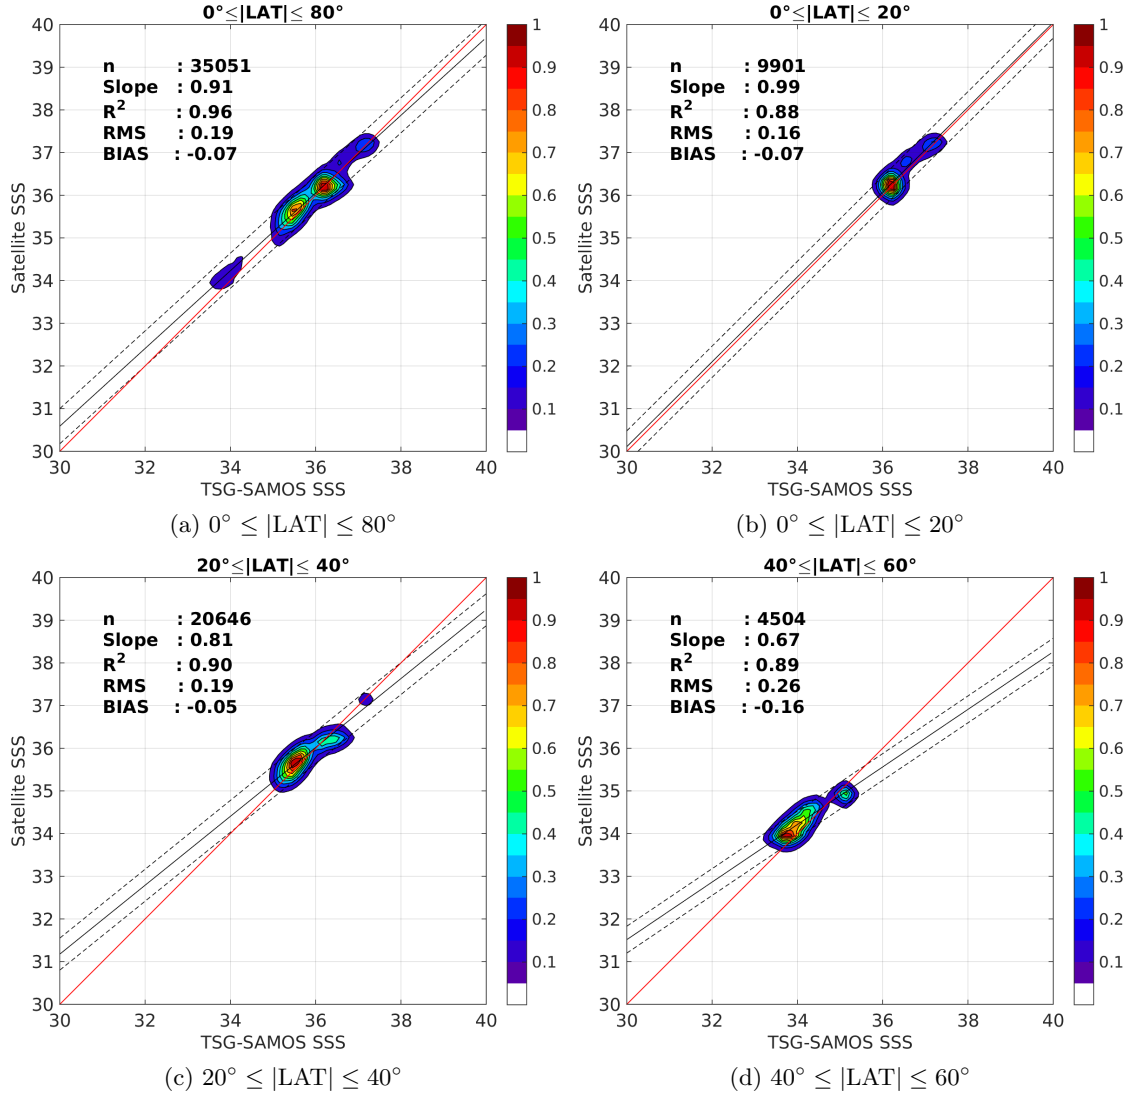 0°≤|LAT|≤ 80°
n : 35051
Slope : 0.91
R² : 0.96
RMS : 0.19
BIAS : -0.07
40
39
38
37
36
35
34
33
32
31
30
30 32 34 36 38 40
Satellite SSS
TSG-SAMOS SSS
1
0.9
0.8
0.7
0.6
0.5
0.4
0.3
0.2
0.1
(a) 0° ≤ |LAT| ≤ 80°
0°≤|LAT|≤ 20°
n : 9901
Slope : 0.99
R² : 0.88
RMS : 0.16
BIAS : -0.07
40
39
38
37
36
35
34
33
32
31
30
30 32 34 36 38 40
Satellite SSS
TSG-SAMOS SSS
1
0.9
0.8
0.7
0.6
0.5
0.4
0.3
0.2
0.1
(b) 0° ≤ |LAT| ≤ 20°
20°≤|LAT|≤ 40°
n : 20646
Slope : 0.81
R² : 0.90
RMS : 0.19
BIAS : -0.05
40
39
38
37
36
35
34
33
32
31
30
30 32 34 36 38 40
Satellite SSS
TSG-SAMOS SSS
1
0.9
0.8
0.7
0.6
0.5
0.4
0.3
0.2
0.1
(c) 20° ≤ |LAT| ≤ 40°
40°≤|LAT|≤ 60°
n : 4504
Slope : 0.67
R² : 0.89
RMS : 0.26
BIAS : -0.16
40
39
38
37
36
35
34
33
32
31
30
30 32 34 36 38 40
Satellite SSS
TSG-SAMOS SSS
1
0.9
0.8
0.7
0.6
0.5
0.4
0.3
0.2
0.1
(d) 40° ≤ |LAT| ≤ 60°